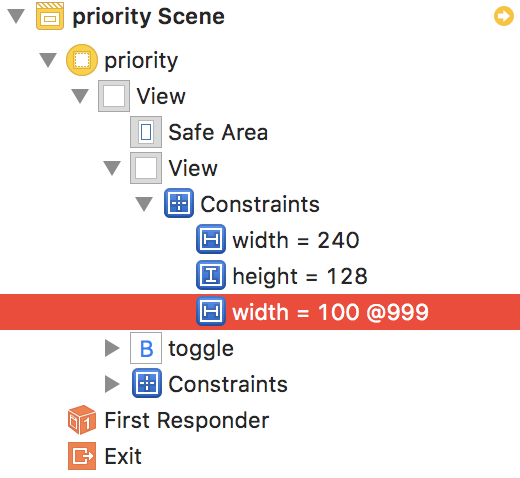 priority Scene
priority
View
Safe Area
View
Constraints
width = 240
height = 128
width = 100 @999
B toggle
Constraints
1 First Responder
Exit